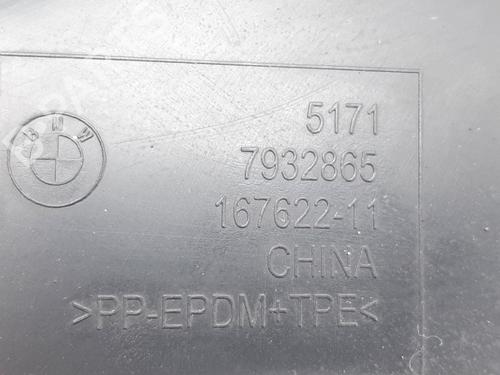 BMW
5171
7932865
167622-11
CHINA
>PP-EPDM+TPE<